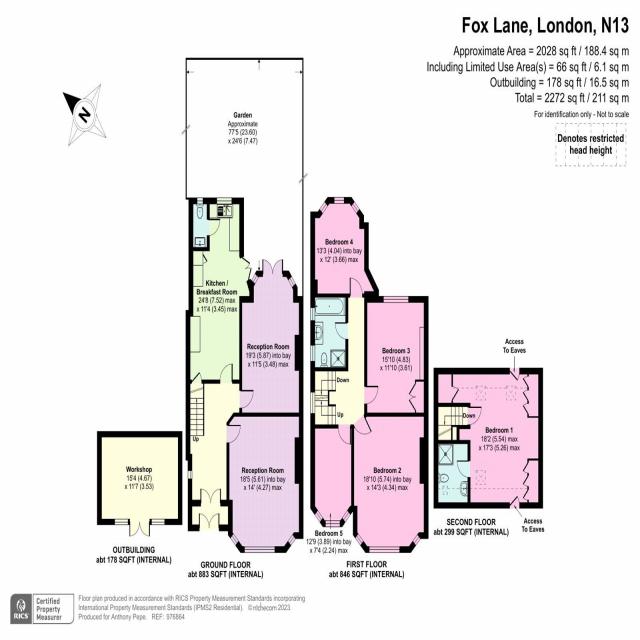 Fox Lane, London, N13
Approximate Area = 2028 sq ft / 188.4 sq m
Including Limited Use Area(s) = 66 sq ft / 6.1 sq m
Outbuilding = 178 sq ft / 16.5 sq m
Total = 2272 sq ft / 211 sq m
For identification only - Not to scale
Denotes restricted
head height
N
Garden
Approximate
77'5 (23.60)
x 24'6 (7.47)
Kitchen /
Breakfast Room
24'8 (7.52) max
x 11'4 (3.45) max
Reception Room
19'3 (5.87) into bay
x 11'5 (3.48) max
Up
Reception Room
18'5 (5.61) into bay
x 14' (4.27) max
Bedroom 4
13'3 (4.04) into bay
x 12' (3.66) max
Bedroom 3
15'10 (4.83)
x 11'10 (3.61)
Down
Up
Bedroom 2
18'10 (5.74) into bay
x 14'3 (4.34) max
Bedroom 5
12'9 (3.89) into bay
x 7'4 (2.24) max
Access
To Eaves
Down
Bedroom 1
18'2 (5.54) max
x 17'3 (5.26) max
Access
To Eaves
Workshop
15'4 (4.67)
x 11'7 (3.53)
OUTBUILDING
abt 178 SQFT (INTERNAL)
GROUND FLOOR
abt 883 SQFT (INTERNAL)
FIRST FLOOR
abt 846 SQFT (INTERNAL)
SECOND FLOOR
abt 299 SQFT (INTERNAL)
RICS
Certified
Property
Measurer
Floor plan produced in accordance with RICS Property Measurement Standards incorporating
International Property Measurement Standards (IPMS2 Residential). © ntchecom 2023.
Produced for Anthony Pepe. REF: 976864